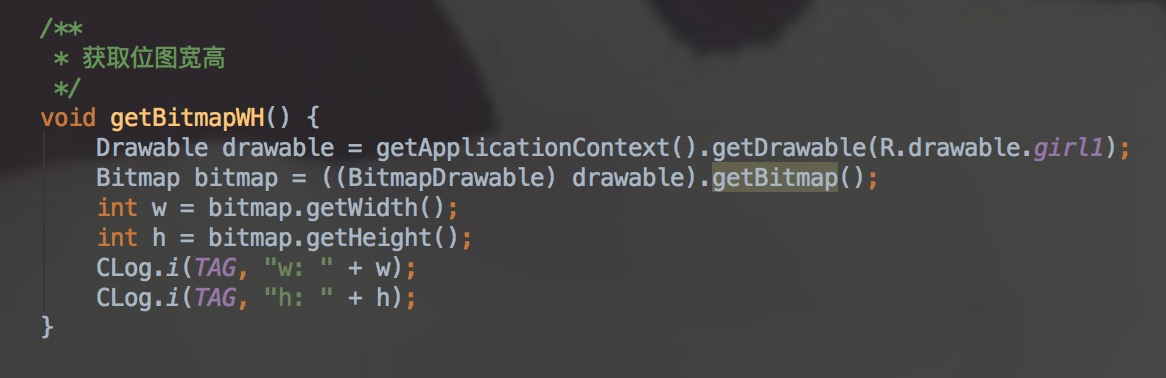 /**
 * 获取位图宽高
 */
void getBitmapWH() {
    Drawable drawable = getApplicationContext().getDrawable(R.drawable.girl1);
    Bitmap bitmap = ((BitmapDrawable) drawable).getBitmap();
    int w = bitmap.getWidth();
    int h = bitmap.getHeight();
    CLog.i(TAG, "w: " + w);
    CLog.i(TAG, "h: " + h);
}